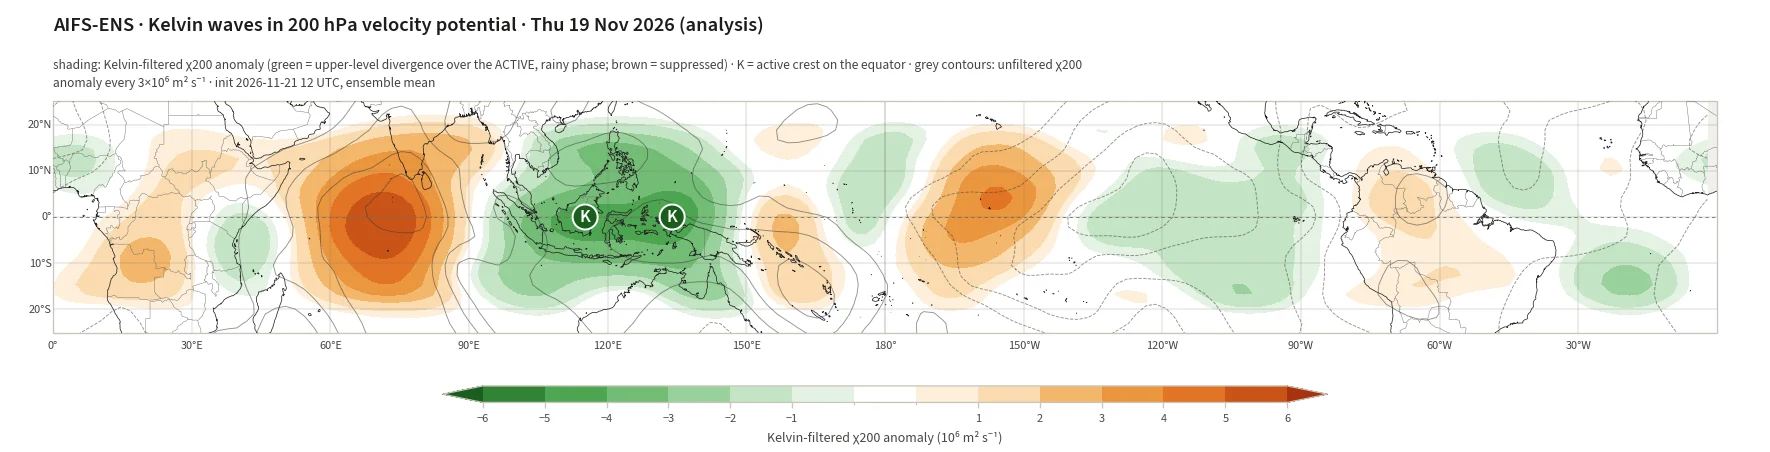 AIFS-ENS · Kelvin waves in 200 hPa velocity potential · Thu 19 Nov 2026 (analysis)
shading: Kelvin-filtered χ200 anomaly (green = upper-level divergence over the ACTIVE, rainy phase; brown = suppressed) · K = active crest on the equator · grey contours: unfiltered χ200
anomaly every 3×10⁶ m² s⁻¹ · init 2026-11-21 12 UTC, ensemble mean
20°N
10°N
0°
10°S
20°S
K K
0° 30°E 60°E 90°E 120°E 150°E 180° 150°W 120°W 90°W 60°W 30°W
−6 −5 −4 −3 −2 −1 1 2 3 4 5 6
Kelvin-filtered χ200 anomaly (10⁶ m² s⁻¹)